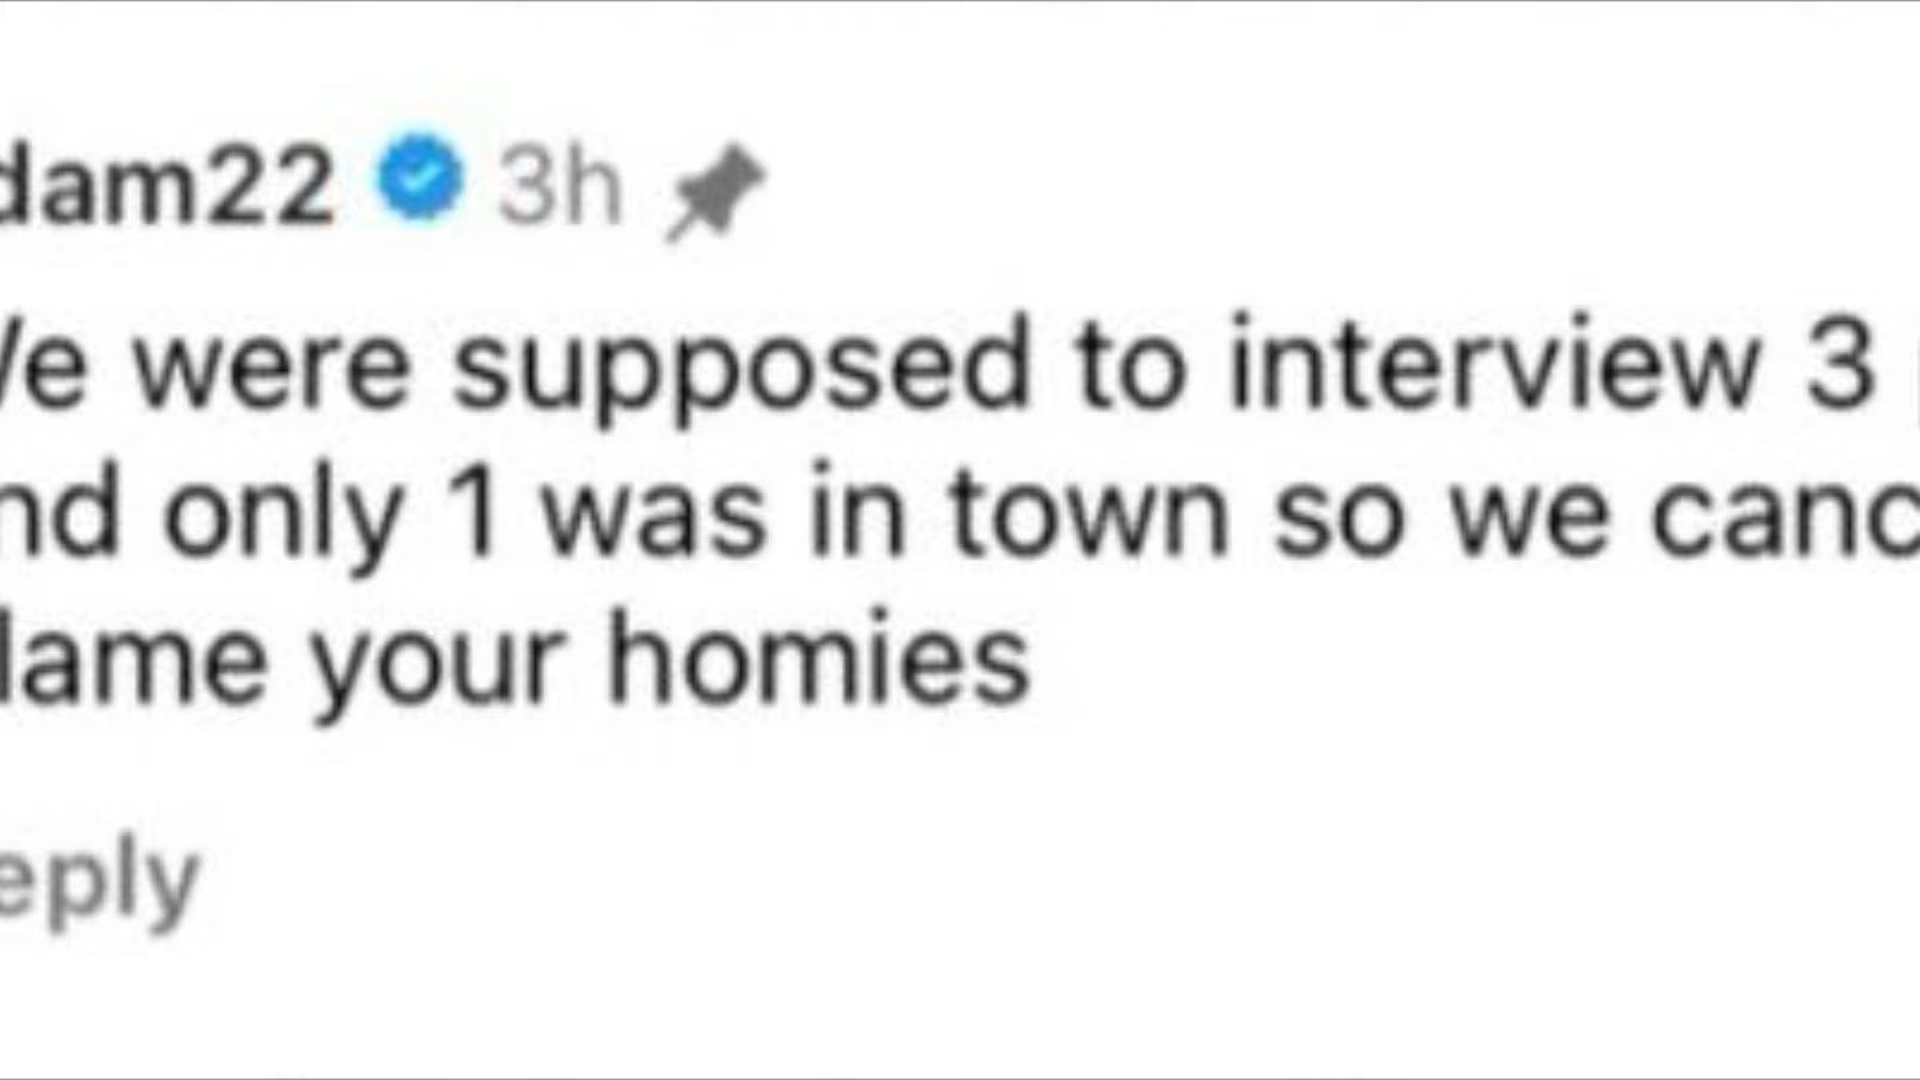 dam22 3h
We were supposed to interview 3
nd only 1 was in town so we canc
lame your homies
eply